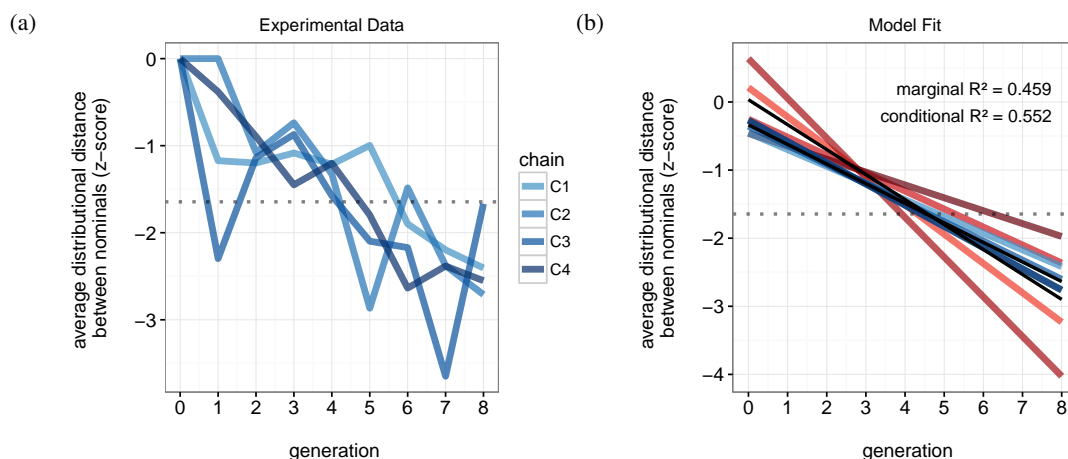 (a)
Experimental Data
average distributional distance
between nominals (z−score)
0
−1
−2
−3
0 1 2 3 4 5 6 7 8
generation
chain
C1
C2
C3
C4
(b)
Model Fit
average distributional distance
between nominals (z−score)
marginal R² = 0.459
conditional R² = 0.552
0
−1
−2
−3
−4
0 1 2 3 4 5 6 7 8
generation